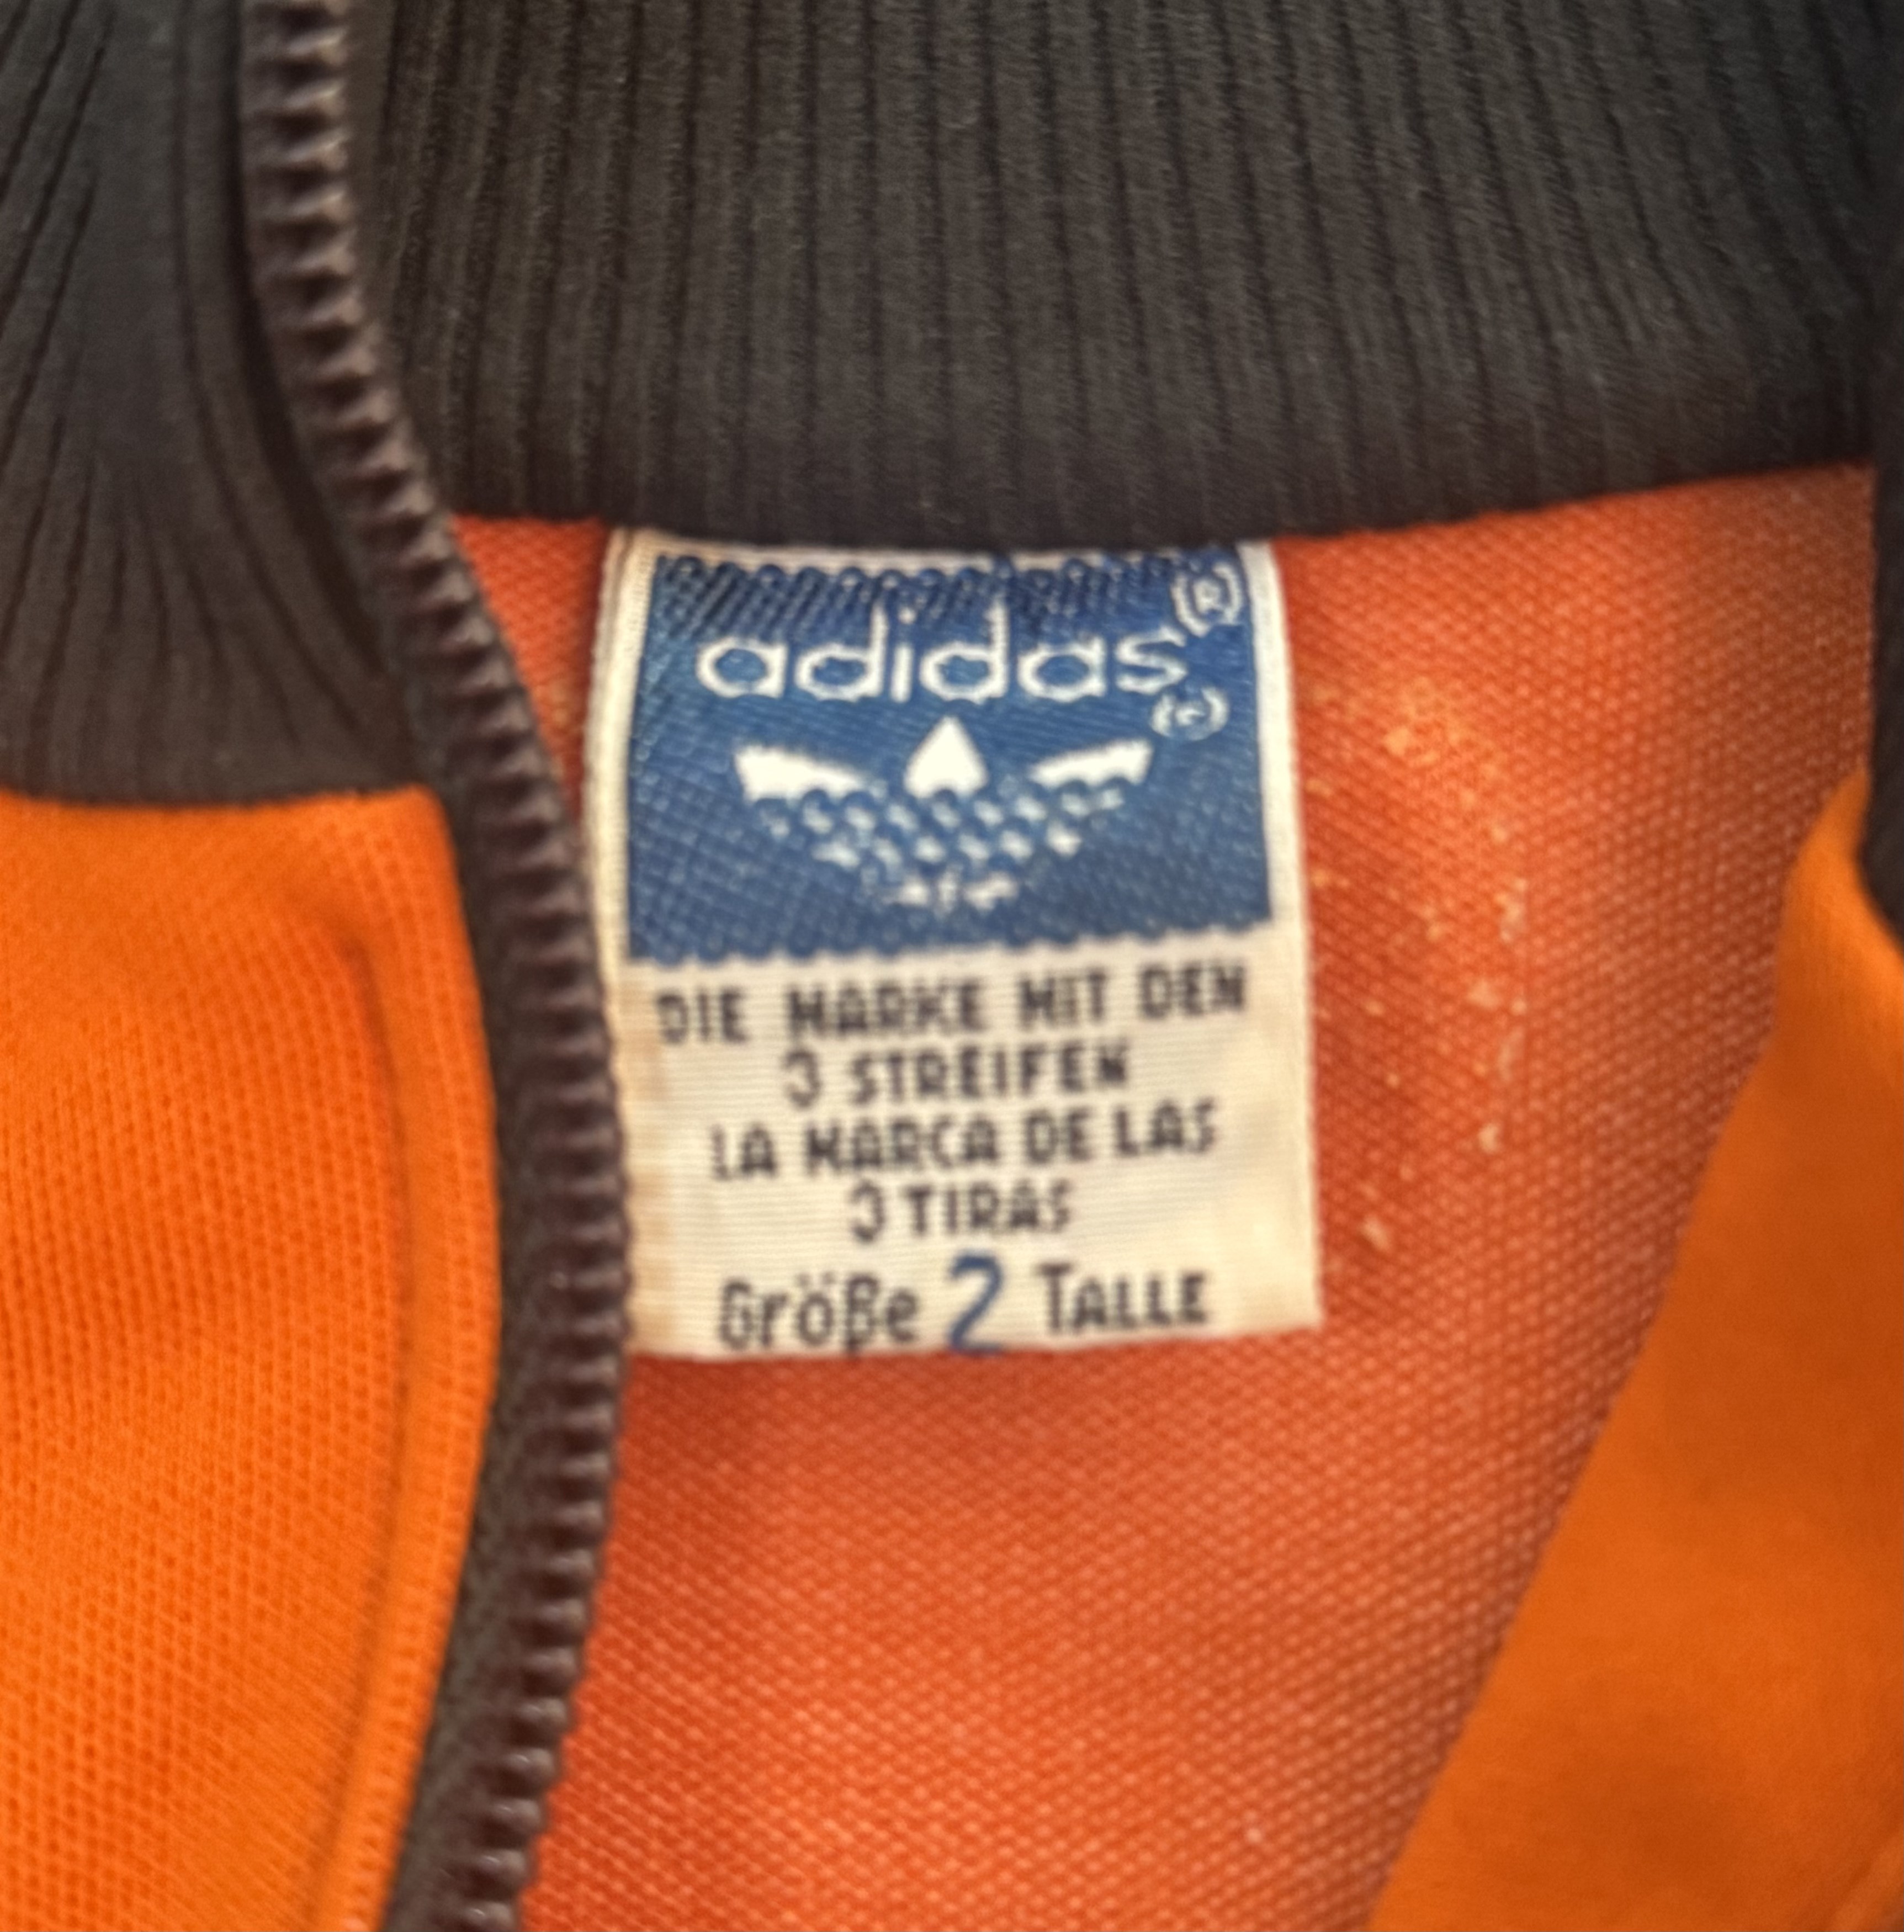 adidas (R)
(c)
DIE MARKE MIT DEN
3 STREIFEN
LA MARCA DE LAS
3 TIRAS
Größe 2 TALLE